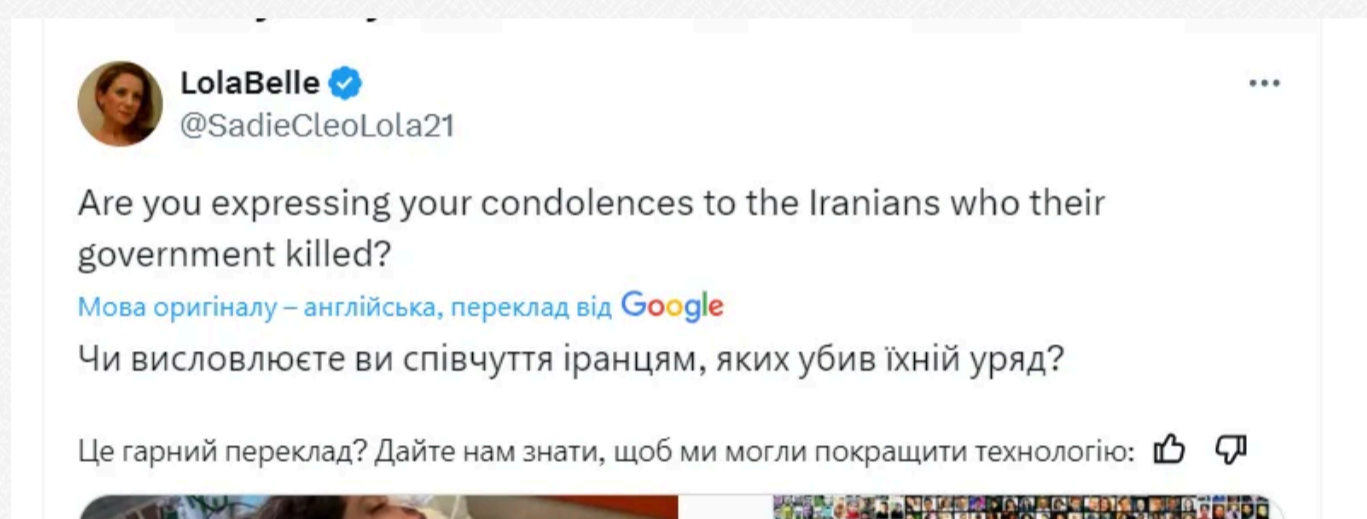 LolaBelle
@SadieCleoLola21
Are you expressing your condolences to the Iranians who their
government killed?
Мова оригіналу – англійська, переклад від Google
Чи висловлюєте ви співчуття іранцям, яких убив їхній уряд?
Це гарний переклад? Дайте нам знати, щоб ми могли покращити технологію: